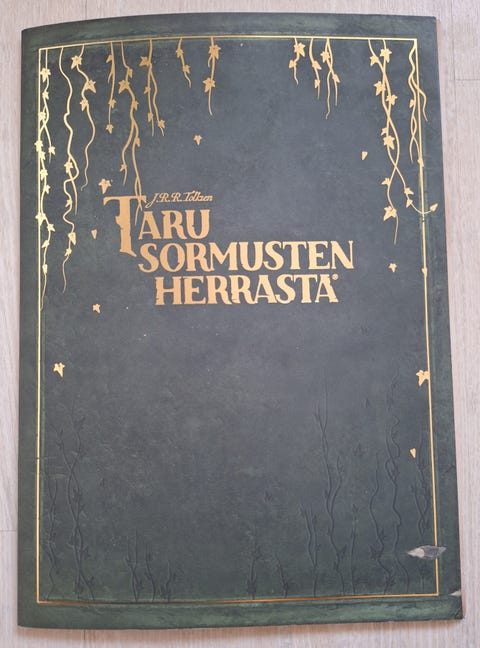 J.R.R. Tolkien
TARU
SORMUSTEN
HERRASTA®